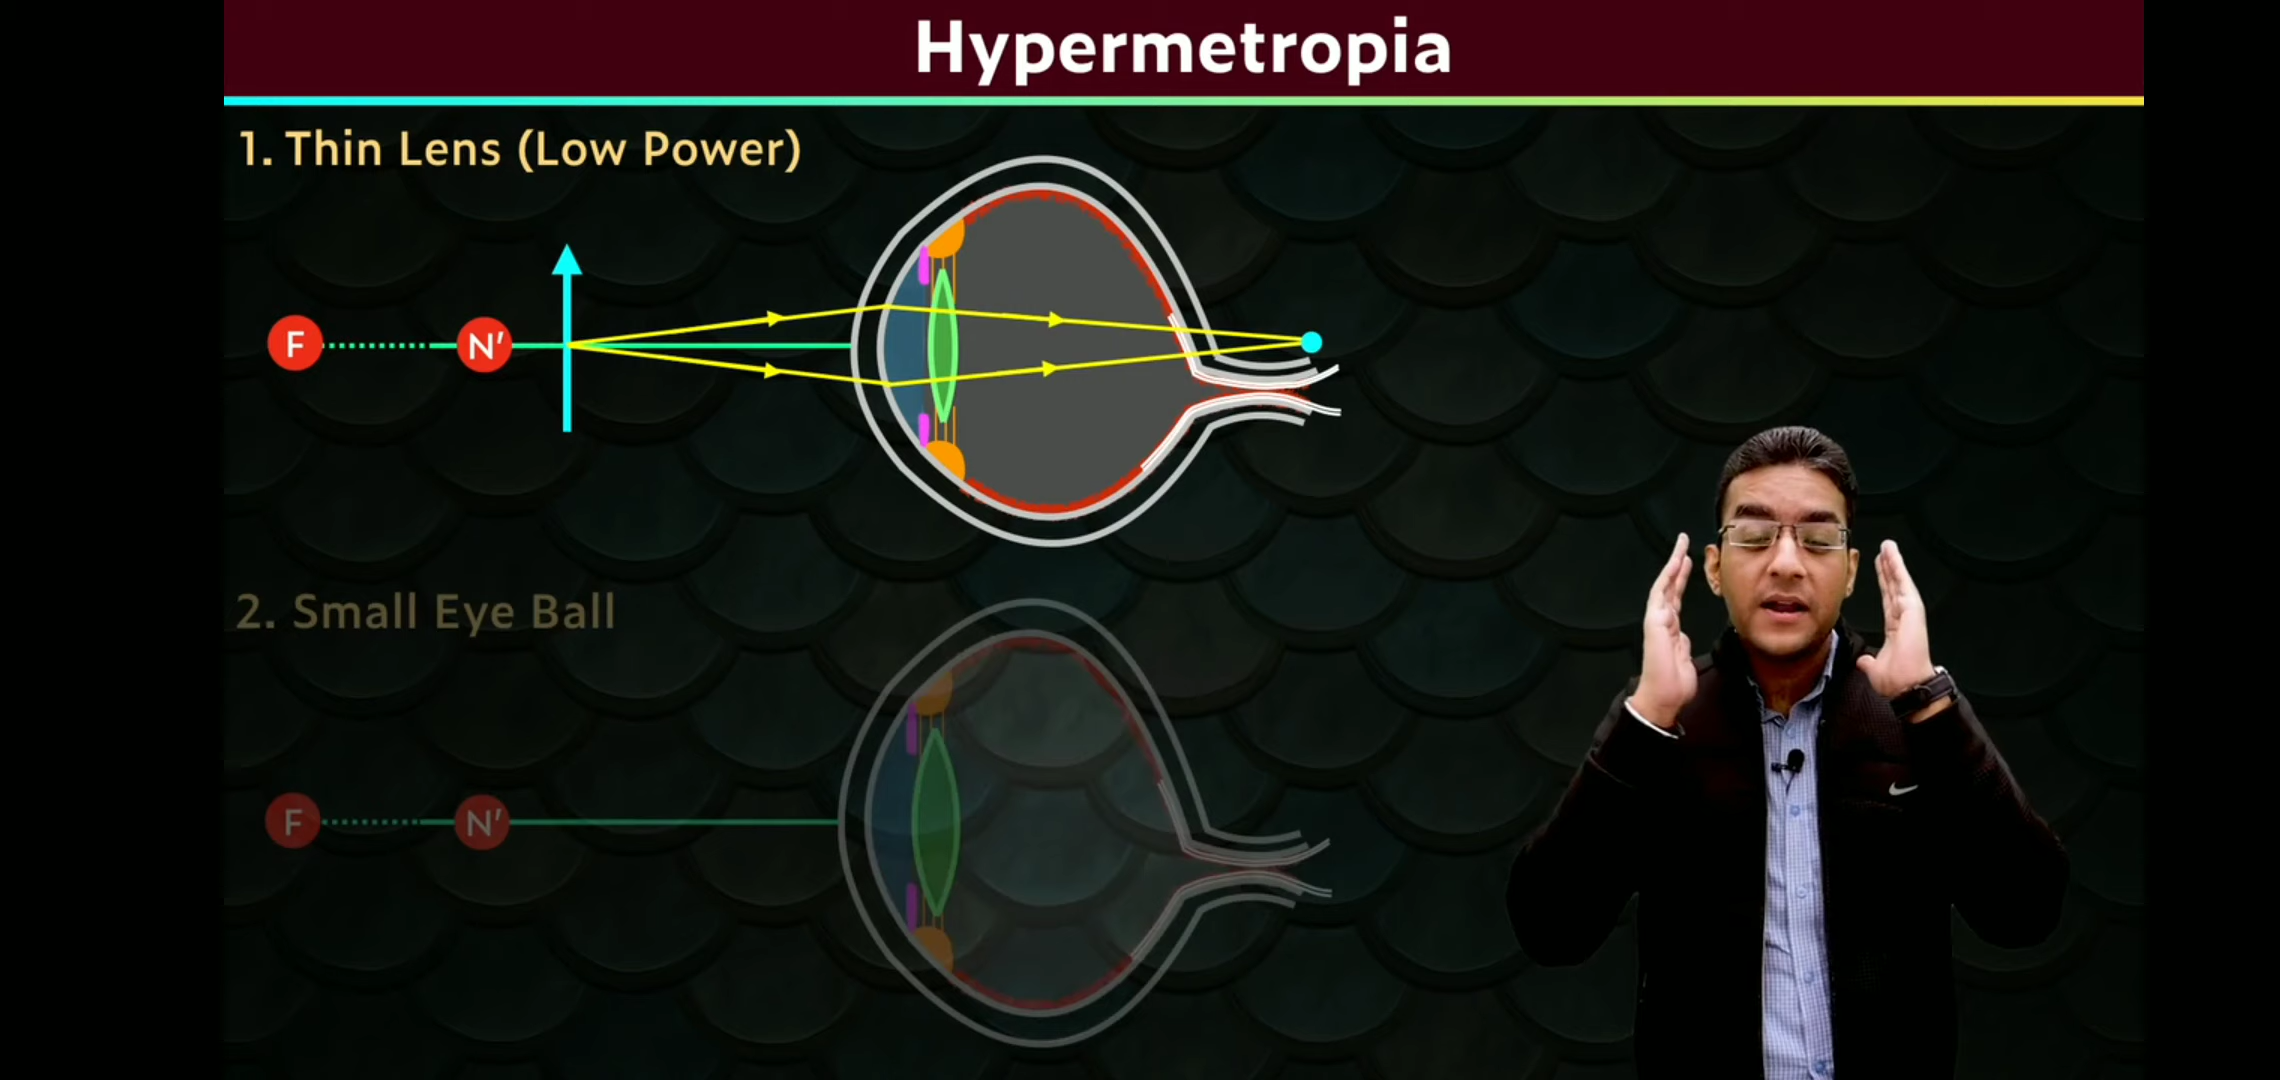 Hypermetropia
1. Thin Lens (Low Power)
F N′
2. Small Eye Ball
F N′